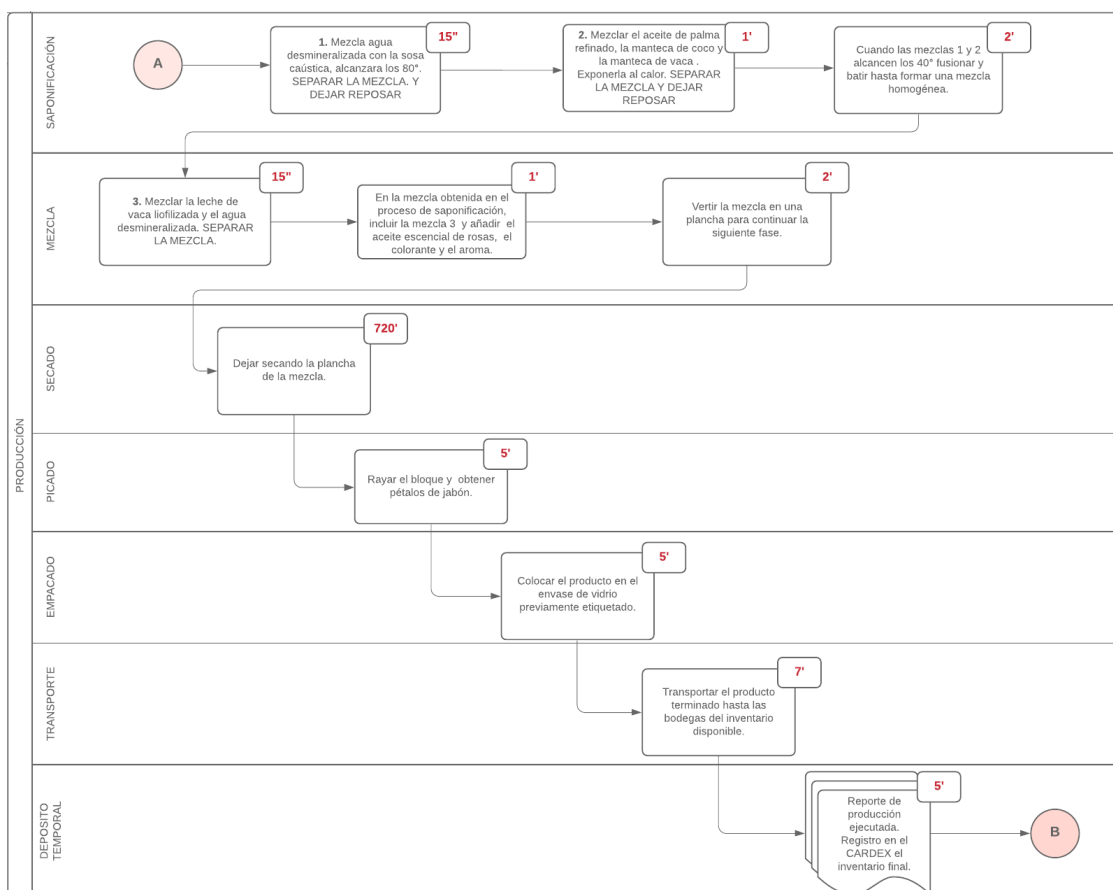 PRODUCCIÓN
SAPONIFICACIÓN
A
15"
1. Mezcla agua
desmineralizada con la sosa
caústica, alcanzara los 80°.
SEPARAR LA MEZCLA. Y
DEJAR REPOSAR
1'
2. Mezclar el aceite de palma
refinado, la manteca de coco y
la manteca de vaca .
Exponerla al calor. SEPARAR
LA MEZCLA Y DEJAR
REPOSAR
2'
Cuando las mezclas 1 y 2
alcancen los 40° fusionar y
batir hasta formar una mezcla
homogénea.
MEZCLA
15"
3. Mezclar la leche de
vaca liofilizada y el agua
desmineralizada. SEPARAR
LA MEZCLA.
1'
En la mezcla obtenida en el
proceso de saponificación,
incluir la mezcla 3 y añadir el
aceite escencial de rosas, el
colorante y el aroma.
2'
Vertir la mezcla en una
plancha para continuar la
siguiente fase.
SECADO
720'
Dejar secando la plancha
de la mezcla.
PICADO
5'
Rayar el bloque y obtener
pétalos de jabón.
EMPACADO
5'
Colocar el producto en el
envase de vidrio
previamente etiquetado.
TRANSPORTE
7'
Transportar el producto
terminado hasta las
bodegas del inventario
disponible.
DEPOSITO
TEMPORAL
5'
Reporte de
producción
ejecutada.
Registro en el
CARDEX el
inventario final.
B